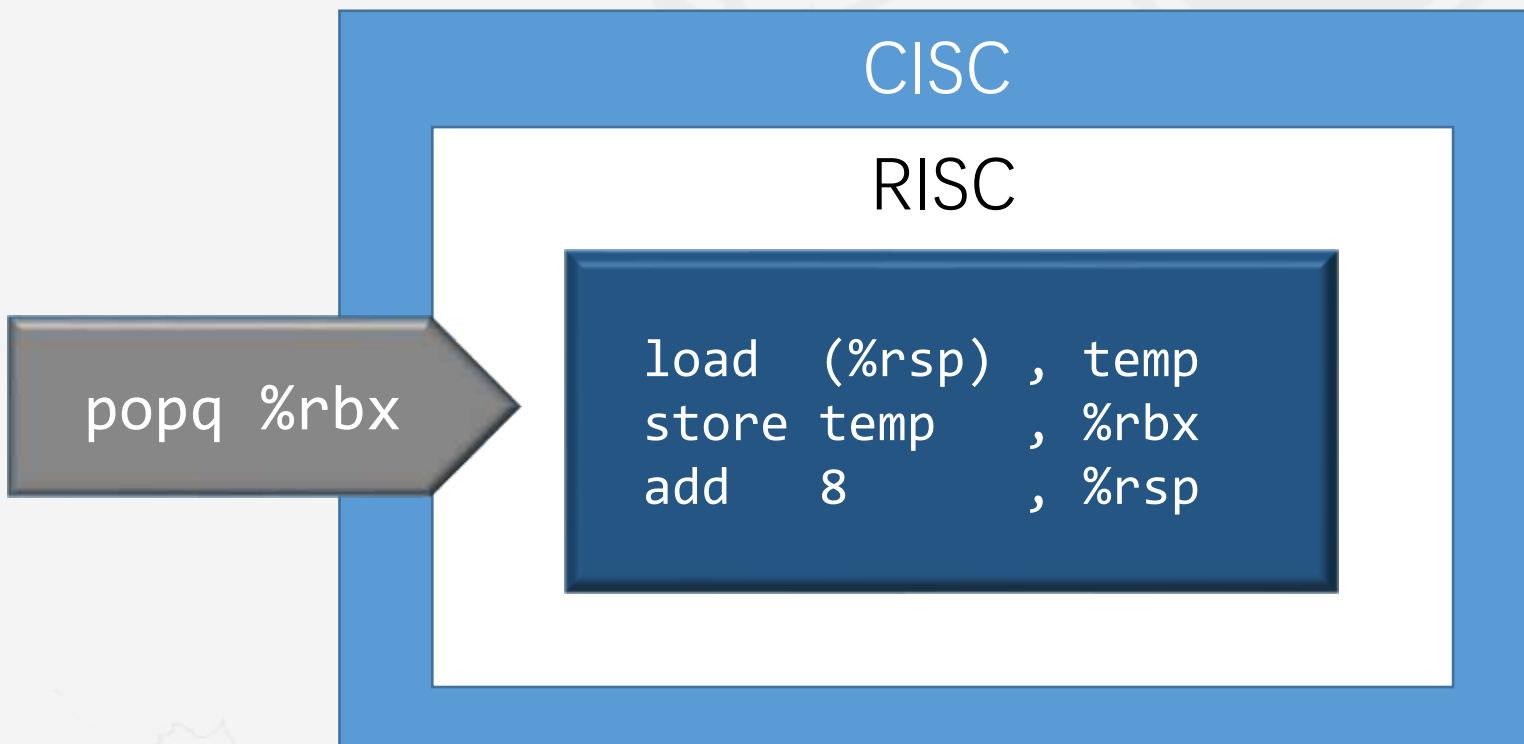 CISC
RISC
popq %rbx
load (%rsp) , temp
store temp , %rbx
add 8 , %rsp